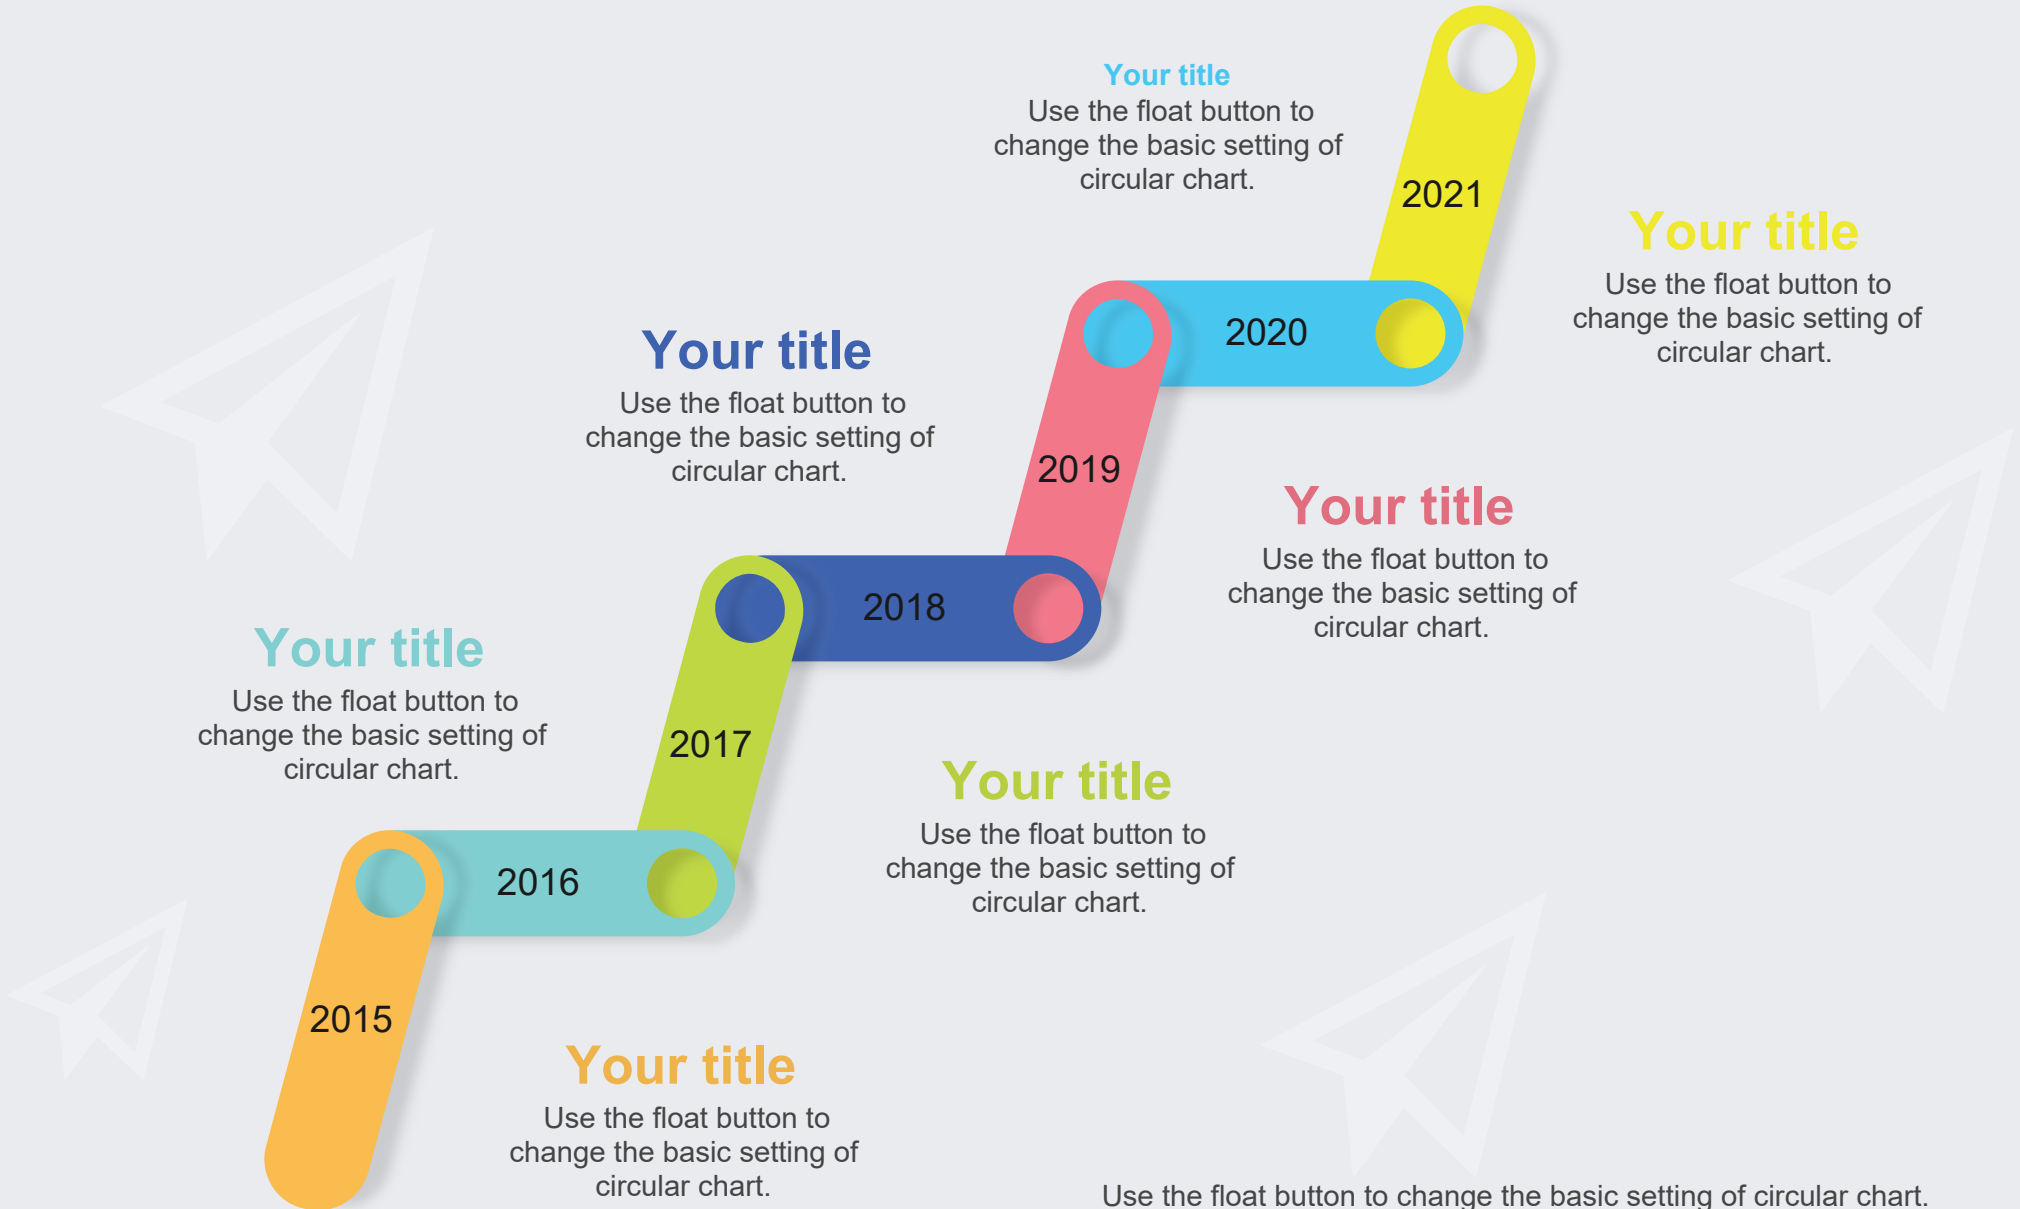 Your title
Use the float button to
change the basic setting of
circular chart.
2021
Your title
Use the float button to
change the basic setting of
circular chart.
2020
Your title
Use the float button to
change the basic setting of
circular chart.
2019
Your title
Use the float button to
change the basic setting of
circular chart.
2018
Your title
Use the float button to
change the basic setting of
circular chart.
2017
Your title
Use the float button to
change the basic setting of
circular chart.
2016
2015
Your title
Use the float button to
change the basic setting of
circular chart.
Use the float button to change the basic setting of circular chart.